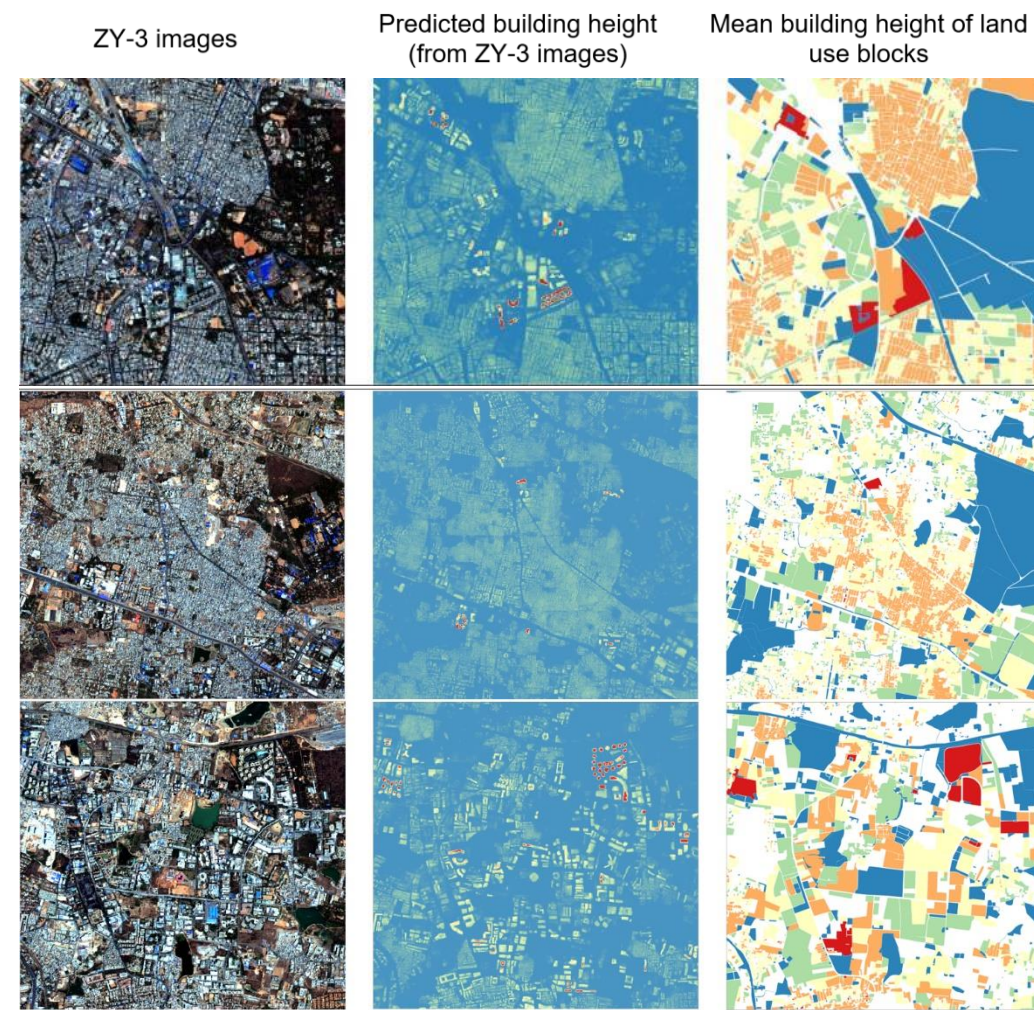 ZY-3 images
Predicted building height
(from ZY-3 images)
Mean building height of land
use blocks